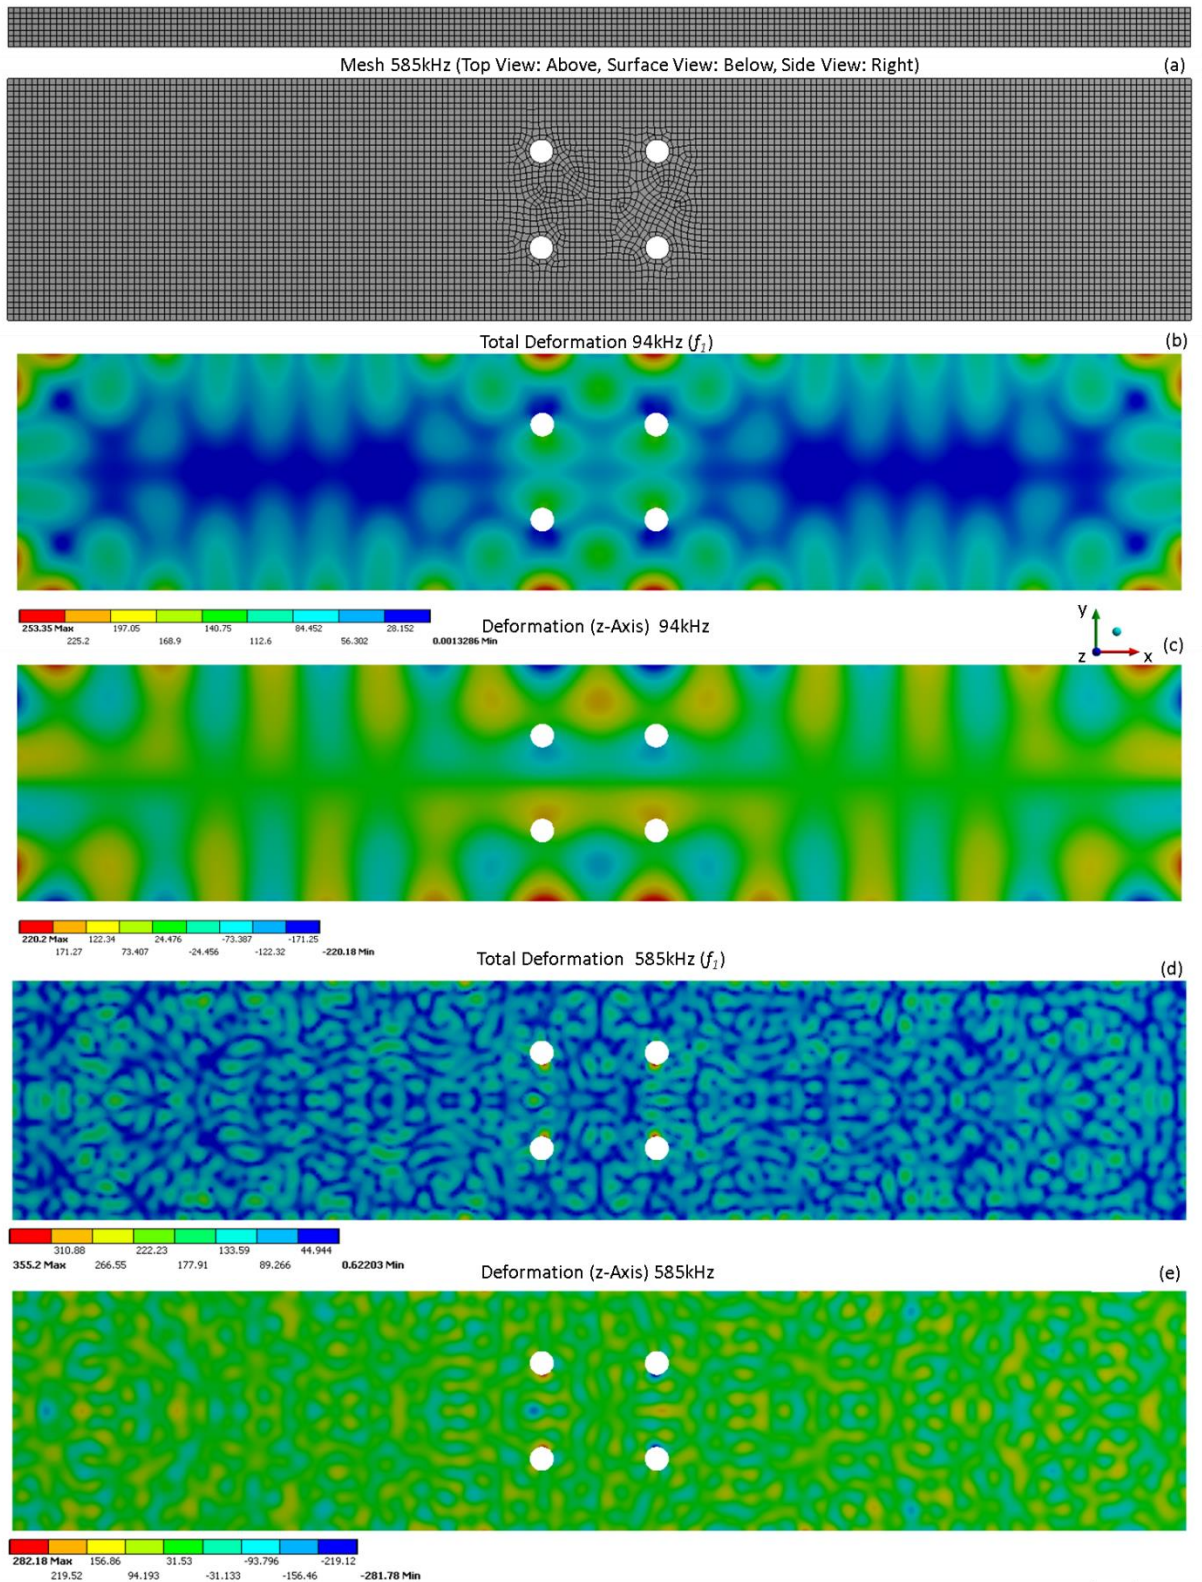 Mesh 585kHz (Top View: Above, Surface View: Below, Side View: Right)
(a)
Total Deformation 94kHz (f₁)
(b)
253.35 Max 197.05 140.75 84.452 28.152
225.2 168.9 112.6 56.302 0.0013286 Min
Deformation (z-Axis) 94kHz
y
z x
(c)
220.2 Max 122.34 24.476 -73.387 -171.25
171.27 73.407 -24.456 -122.32 -220.18 Min
Total Deformation 585kHz (f₁)
(d)
310.88 222.23 133.59 44.944
355.2 Max 266.55 177.91 89.266 0.62203 Min
Deformation (z-Axis) 585kHz
(e)
282.18 Max 156.86 31.53 -93.796 -219.12
219.52 94.193 -31.133 -156.46 -281.78 Min